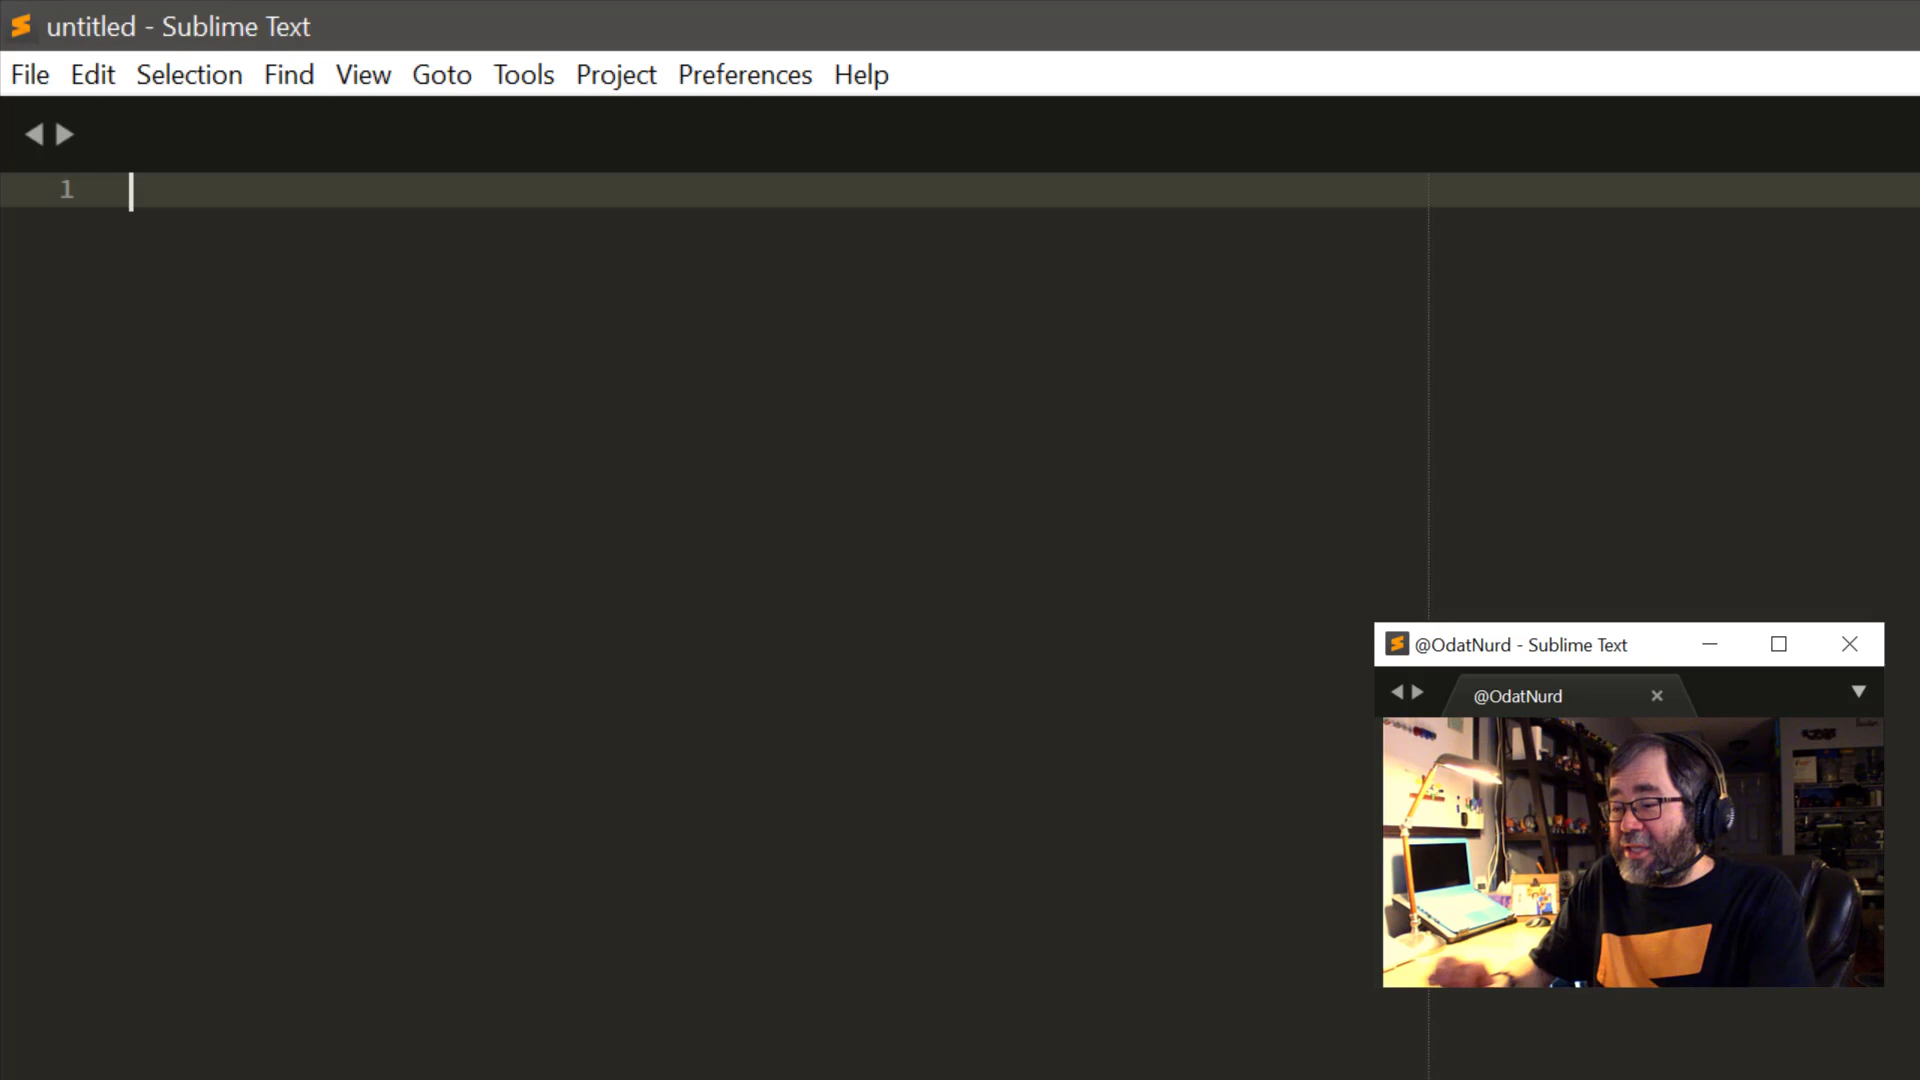 untitled - Sublime Text
File Edit Selection Find View Goto Tools Project Preferences Help
1
@OdatNurd - Sublime Text
@OdatNurd